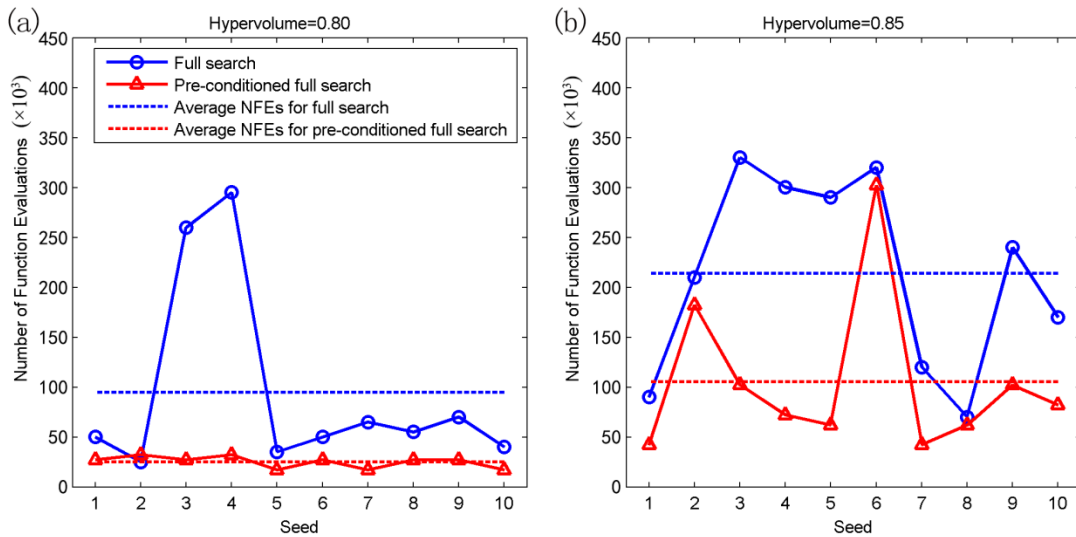 (a)
Hypervolume=0.80
Number of Function Evaluations (×10³)
450
400
350
300
250
200
150
100
50
0
Full search
Pre-conditioned full search
Average NFEs for full search
Average NFEs for pre-conditioned full search
1 2 3 4 5 6 7 8 9 10
Seed
(b)
Hypervolume=0.85
Number of Function Evaluations (×10³)
450
400
350
300
250
200
150
100
50
0
1 2 3 4 5 6 7 8 9 10
Seed